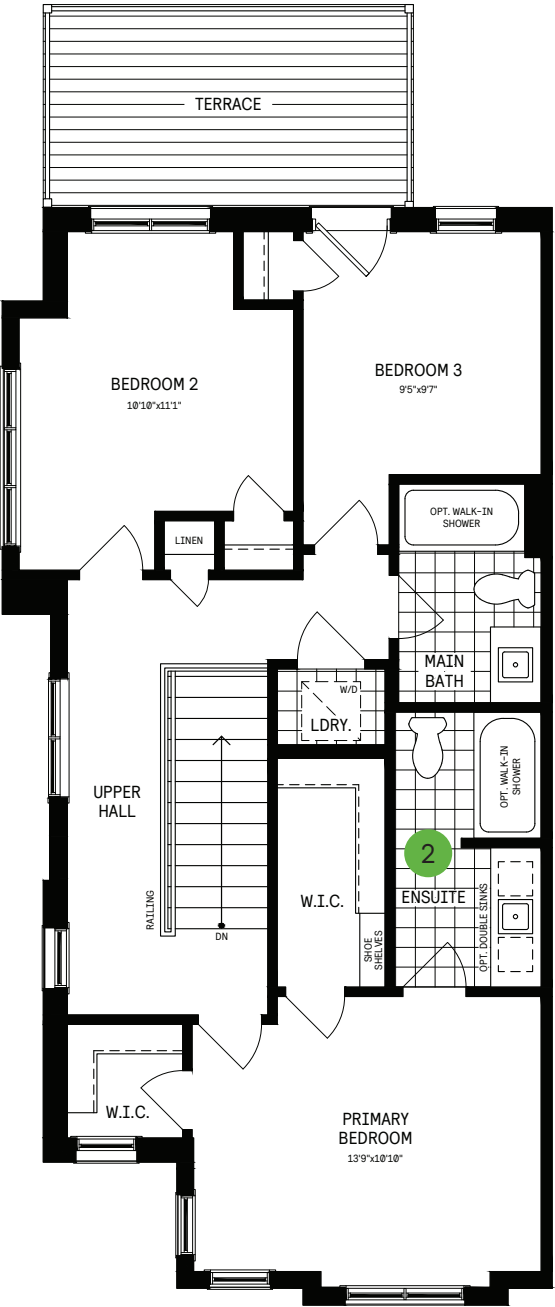 TERRACE
BEDROOM 2
10'10"x11'1"
BEDROOM 3
9'5"x9'7"
OPT. WALK-IN
SHOWER
LINEN
MAIN
BATH
W/D
LDRY.
OPT. WALK-IN
SHOWER
UPPER
HALL
2
ENSUITE
W.I.C.
RAILING
DN
SHOE
SHELVES
OPT. DOUBLE SINKS
W.I.C.
PRIMARY
BEDROOM
13'9"x10'10"